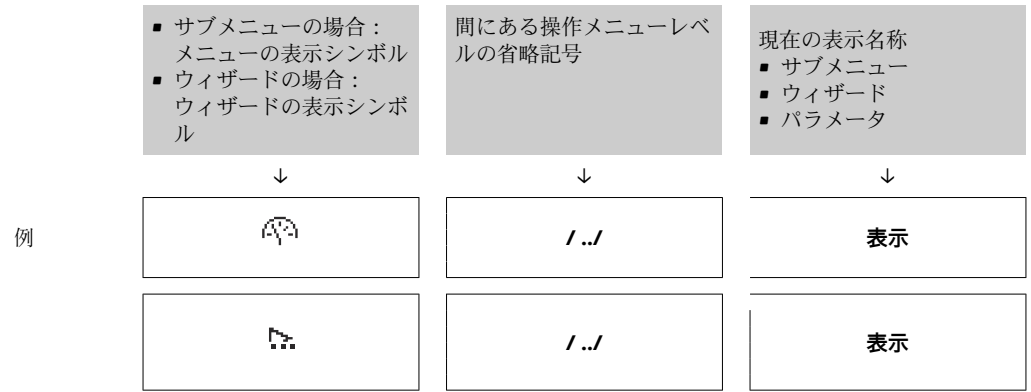 ■ サブメニューの場合：
メニューの表示シンボル
■ ウィザードの場合：
ウィザードの表示シンボ
ル
間にある操作メニューレベ
ルの省略記号
現在の表示名称
■ サブメニュー
■ ウィザード
■ パラメータ
↓ ↓ ↓
例
/ ../
表示
/ ../
表示